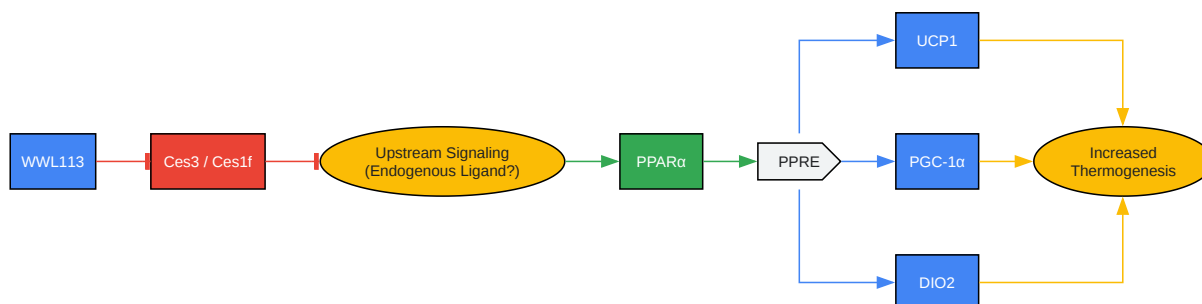 UCP1
WWL113
Ces3 / Ces1f
Upstream Signaling
(Endogenous Ligand?)
PPARα
PPRE
PGC-1α
Increased
Thermogenesis
DIO2